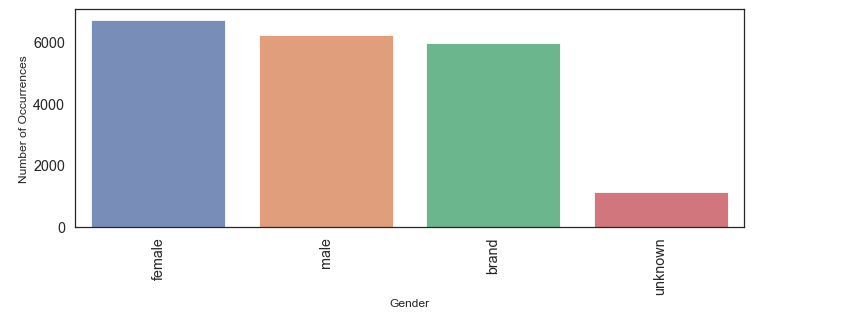 Number of Occurrences
6000
4000
2000
0
female
male
brand
unknown
Gender